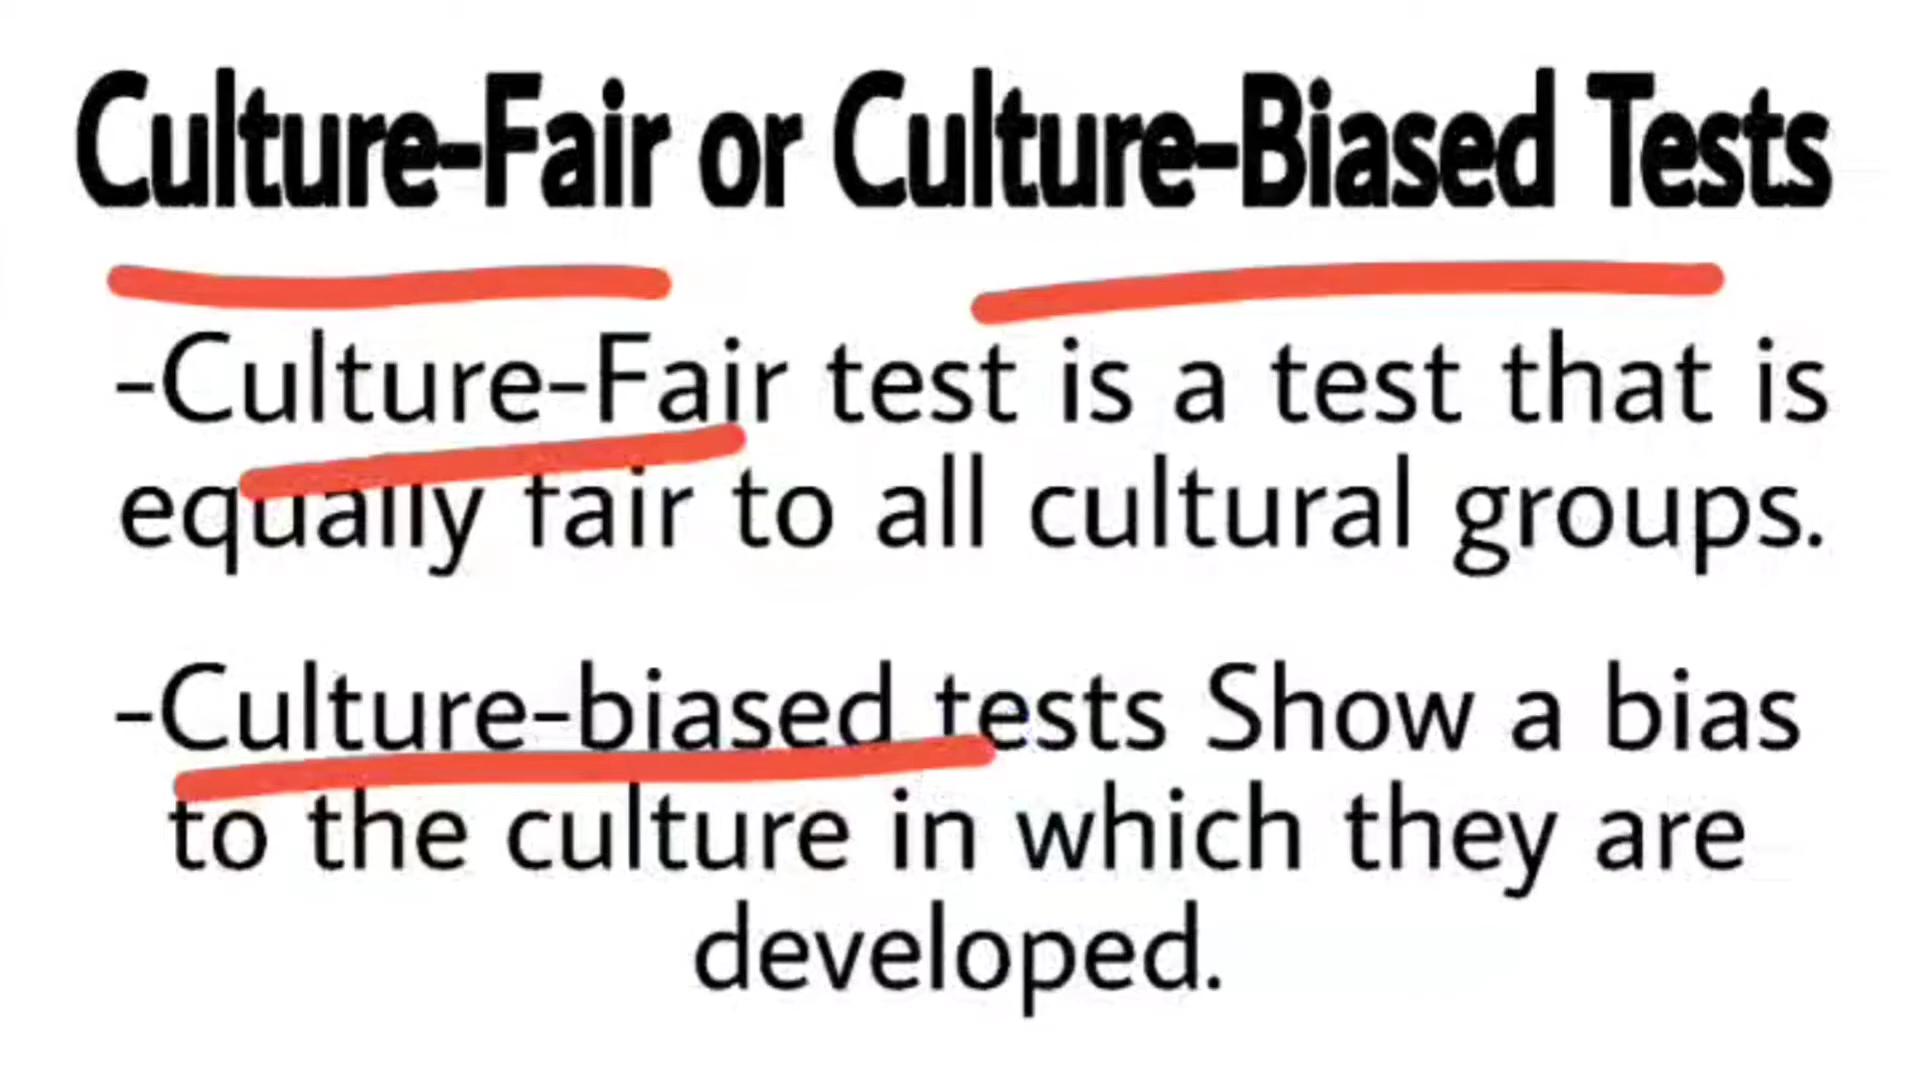 Culture-Fair or Culture-Biased Tests
-Culture-Fair test is a test that is
equally fair to all cultural groups.
-Culture-biased tests Show a bias
to the culture in which they are
developed.